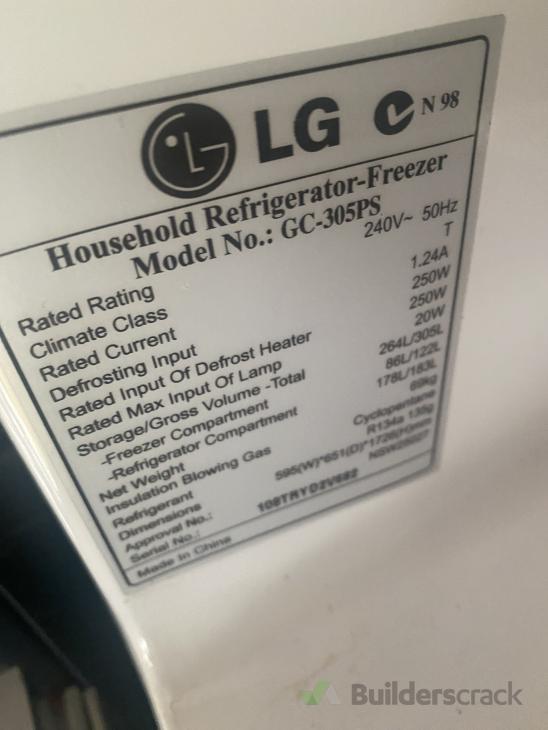 LG N 98
Household Refrigerator-Freezer
Model No.: GC-305PS
Rated Rating 240V~ 50Hz
Climate Class T
Rated Current 1.24A
Defrosting Input 250W
Rated Input Of Defrost Heater 250W
Rated Max Input Of Lamp 20W
Storage/Gross Volume -Total 264L/305L
-Freezer Compartment 86L/122L
-Refrigerator Compartment 178L/183L
Net Weight 69kg
Insulation Blowing Gas Cyclopentane
Refrigerant R134a 135g
Dimensions 595(W)*651(D)*1726(H)mm
Approval No.:
Serial No.: 109TRYD2V682
Made In China
Builderscrack